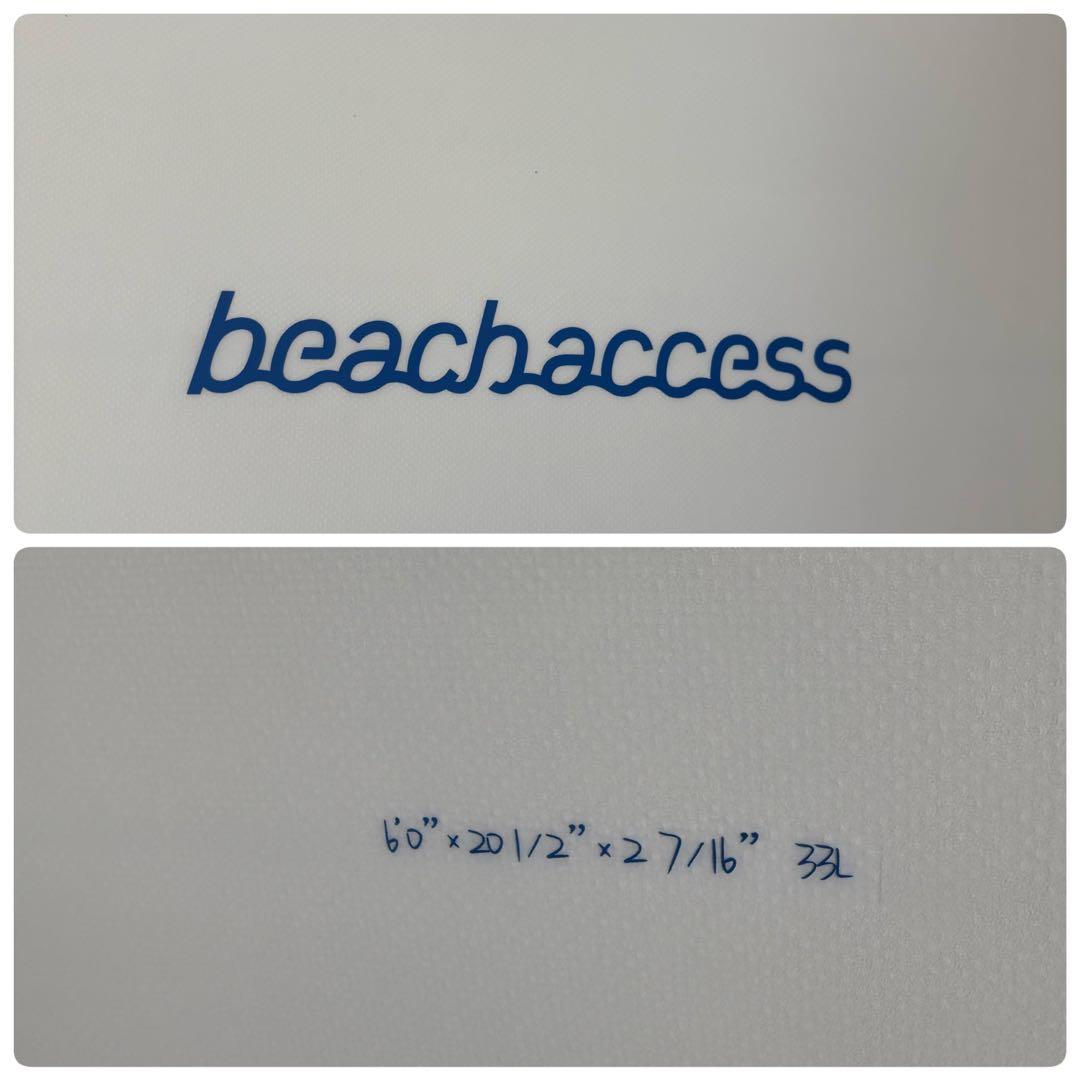 beachaccess
6'0" × 20 1/2" × 2 7/16" 33L